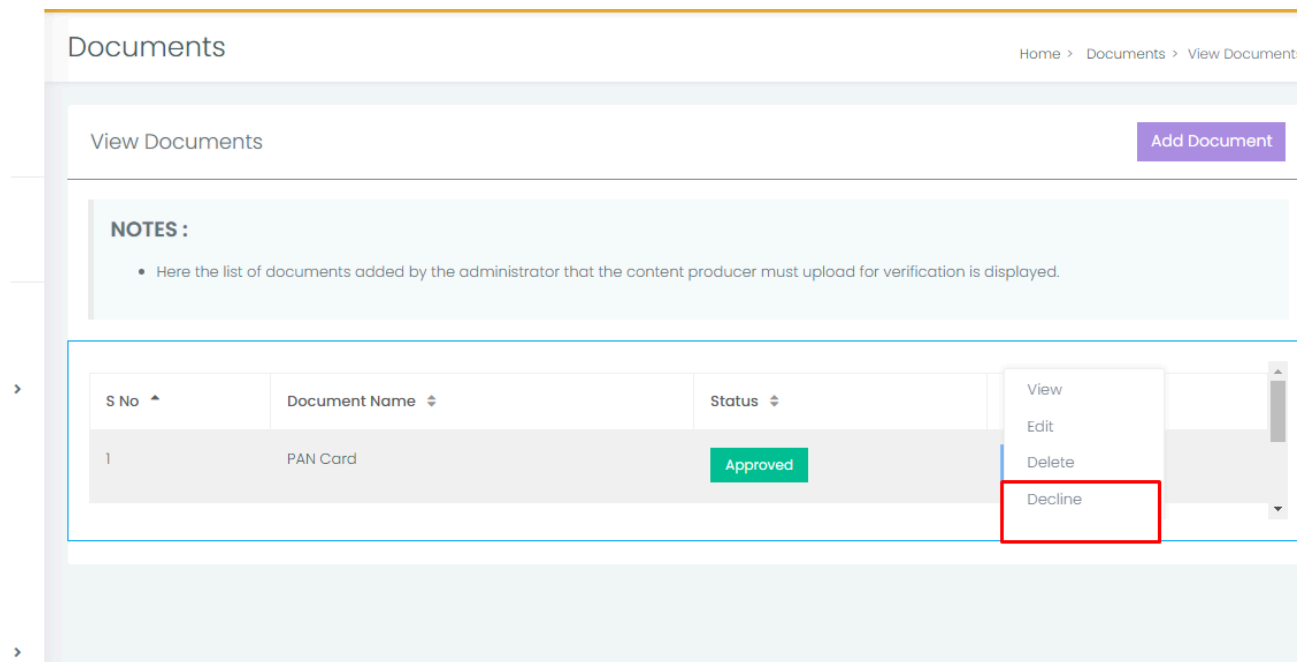 Documents
Home > Documents > View Documents
View Documents
Add Document
NOTES :
• Here the list of documents added by the administrator that the content producer must upload for verification is displayed.
S No
Document Name
Status
1
PAN Card
Approved
View
Edit
Delete
Decline